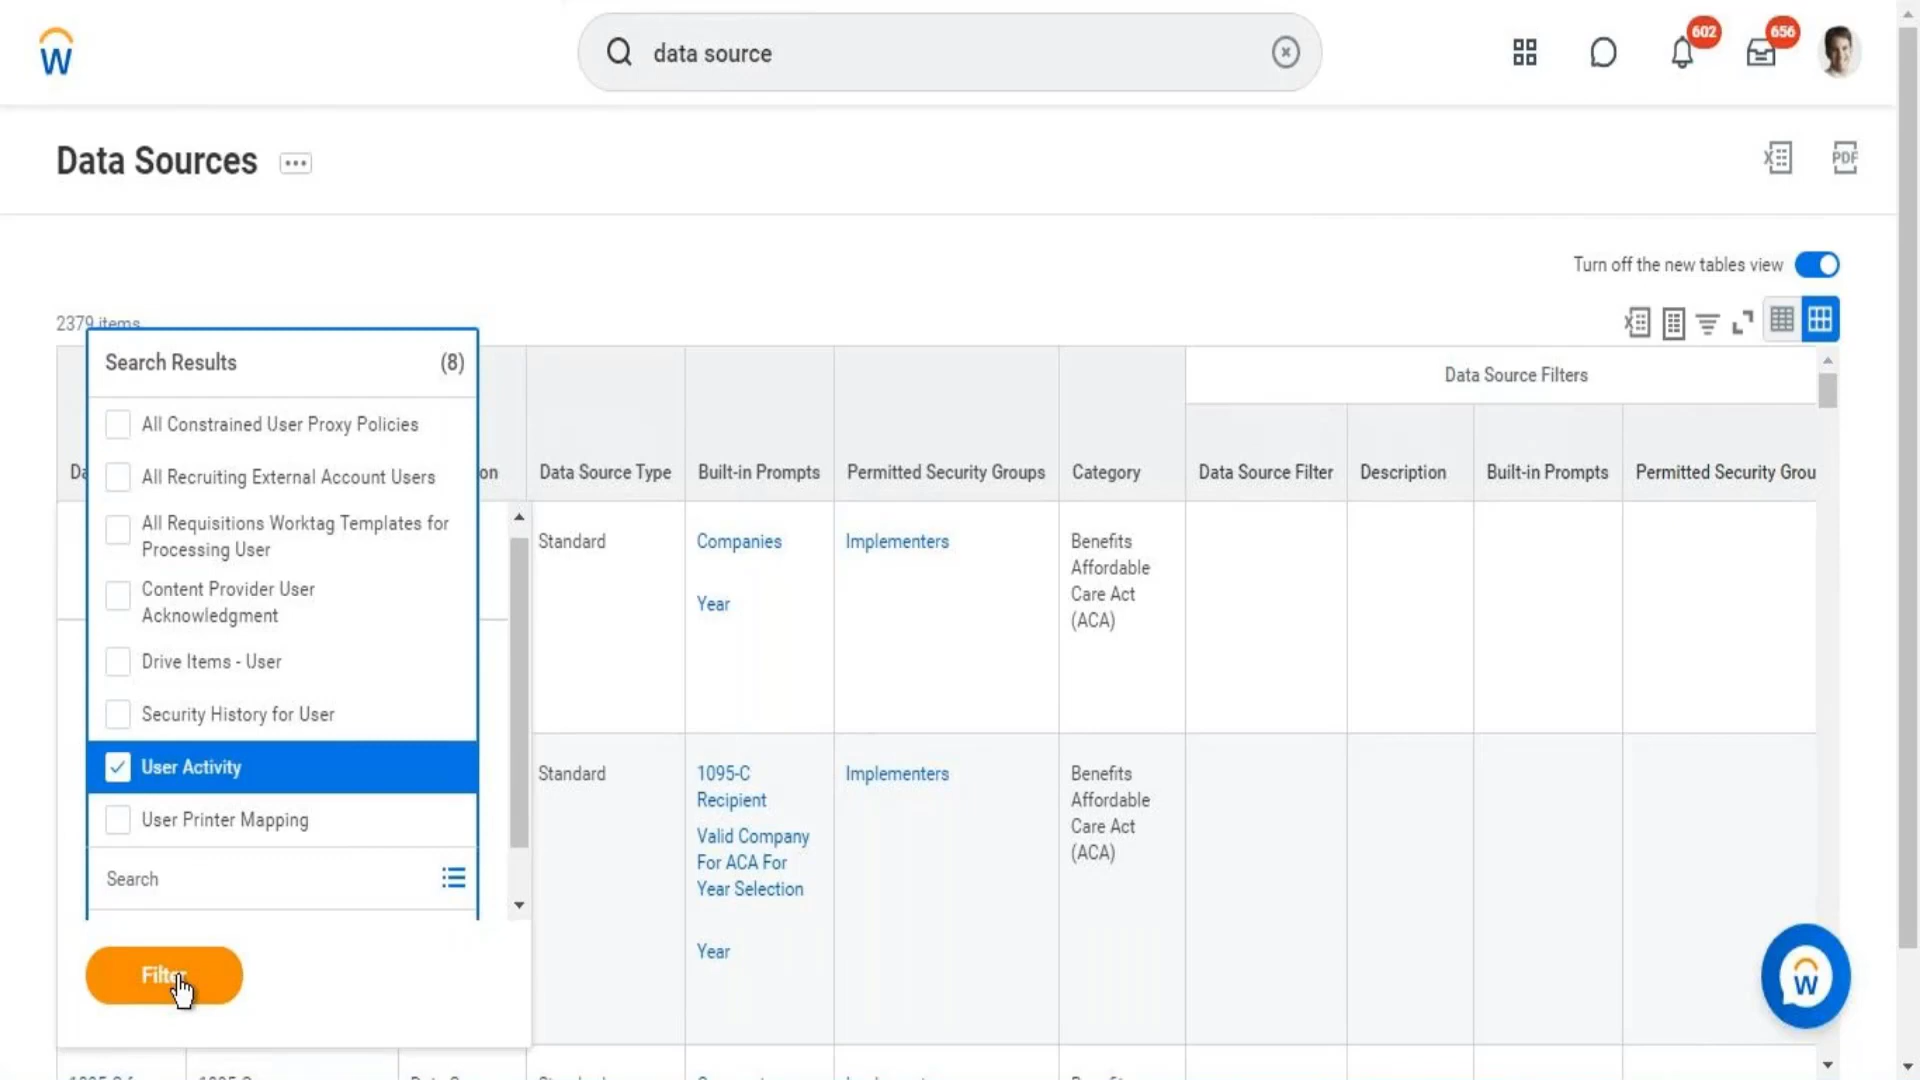 W
data source
602
656
Data Sources
PDF
Turn off the new tables view
2379 items
Search Results (8)
All Constrained User Proxy Policies
All Recruiting External Account Users
All Requisitions Worktag Templates for
Processing User
Content Provider User
Acknowledgment
Drive Items - User
Security History for User
User Activity
User Printer Mapping
Search
Filter
Data Source Filters
Data Source Type Built-in Prompts Permitted Security Groups Category Data Source Filter Description Built-in Prompts Permitted Security Grou
Standard
Companies
Year
Implementers
Benefits
Affordable
Care Act
(ACA)
Standard
1095-C
Recipient
Valid Company
For ACA For
Year Selection
Year
Implementers
Benefits
Affordable
Care Act
(ACA)
W